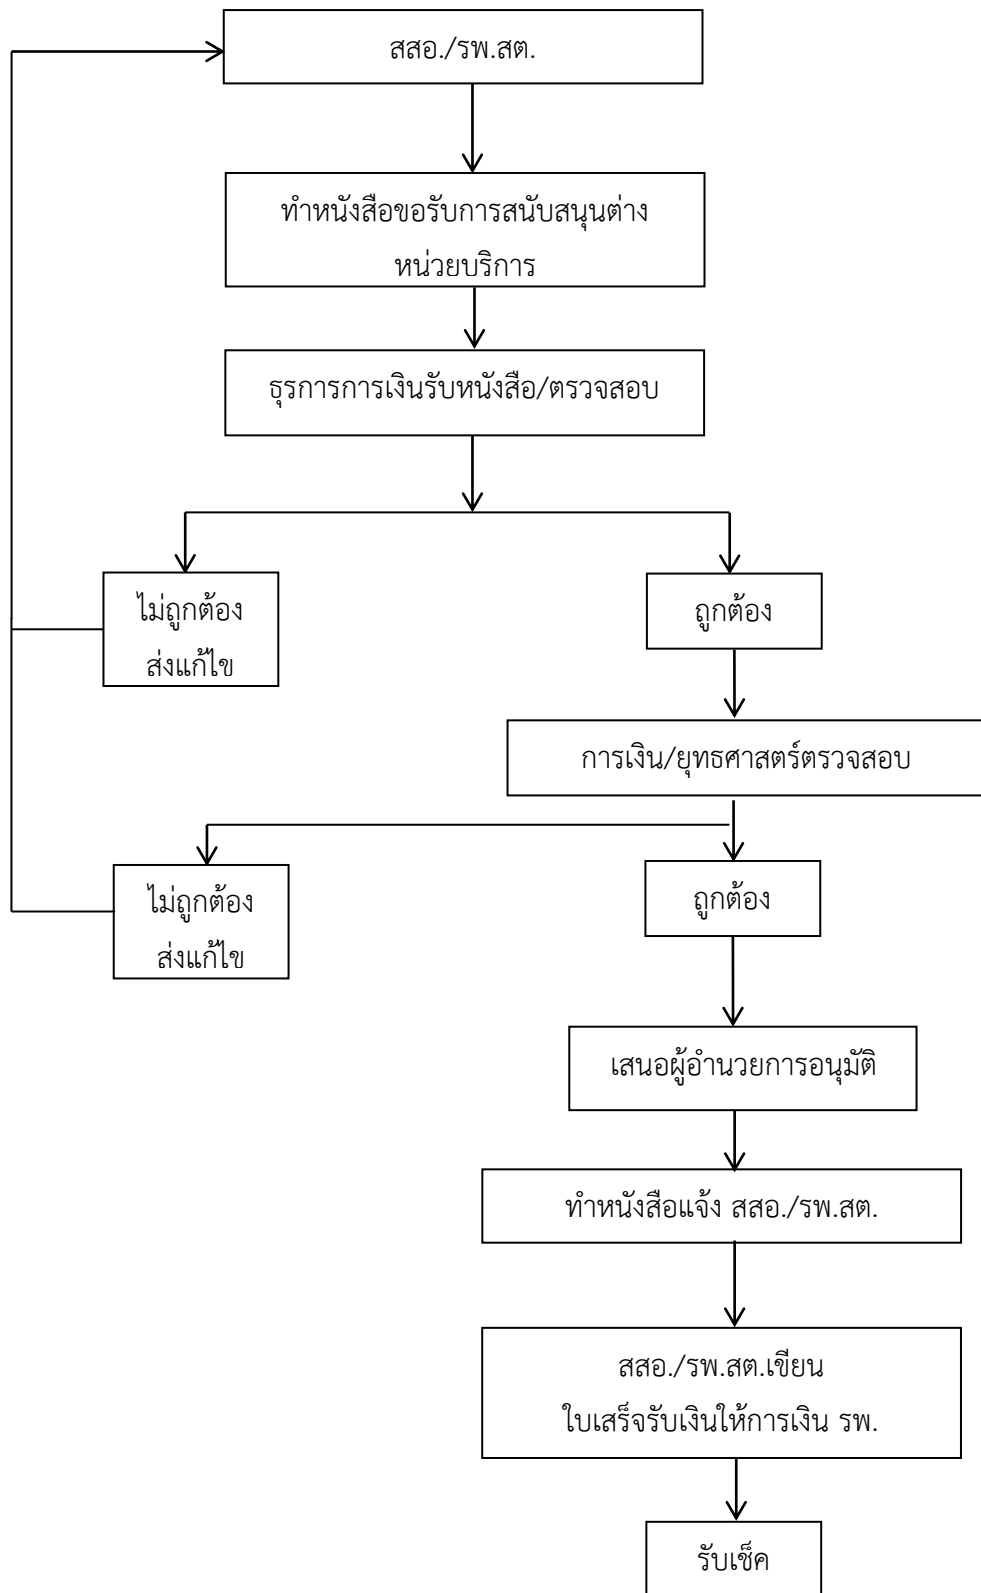 สสอ./รพ.สต.
ทำหนังสือขอรับการสนับสนุนต่าง
หน่วยบริการ
ธุรการการเงินรับหนังสือ/ตรวจสอบ
ไม่ถูกต้อง
ส่งแก้ไข
ถูกต้อง
การเงิน/ยุทธศาสตร์ตรวจสอบ
ไม่ถูกต้อง
ส่งแก้ไข
ถูกต้อง
เสนอผู้อำนวยการอนุมัติ
ทำหนังสือแจ้ง สสอ./รพ.สต.
สสอ./รพ.สต.เขียน
ใบเสร็จรับเงินให้การเงิน รพ.
รับเช็ค